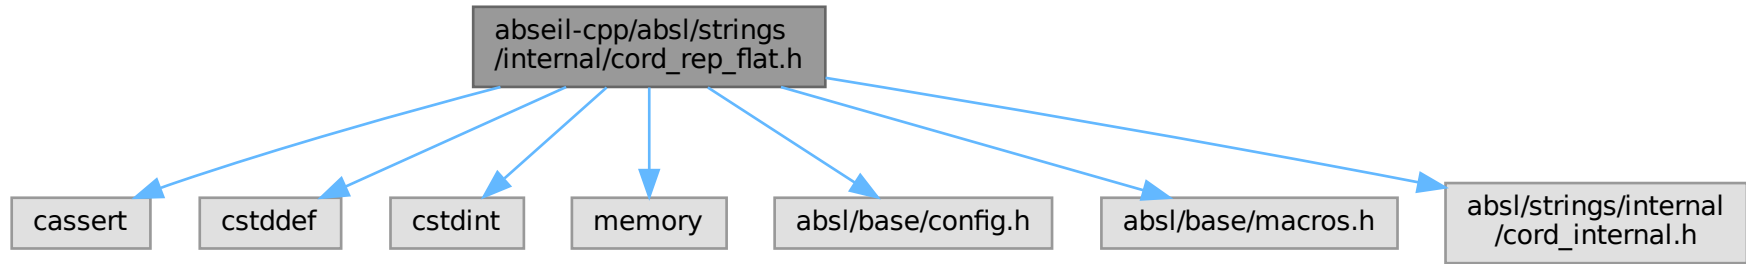 abseil-cpp/absl/strings
/internal/cord_rep_flat.h
cassert
cstddef
cstdint
memory
absl/base/config.h
absl/base/macros.h
absl/strings/internal
/cord_internal.h